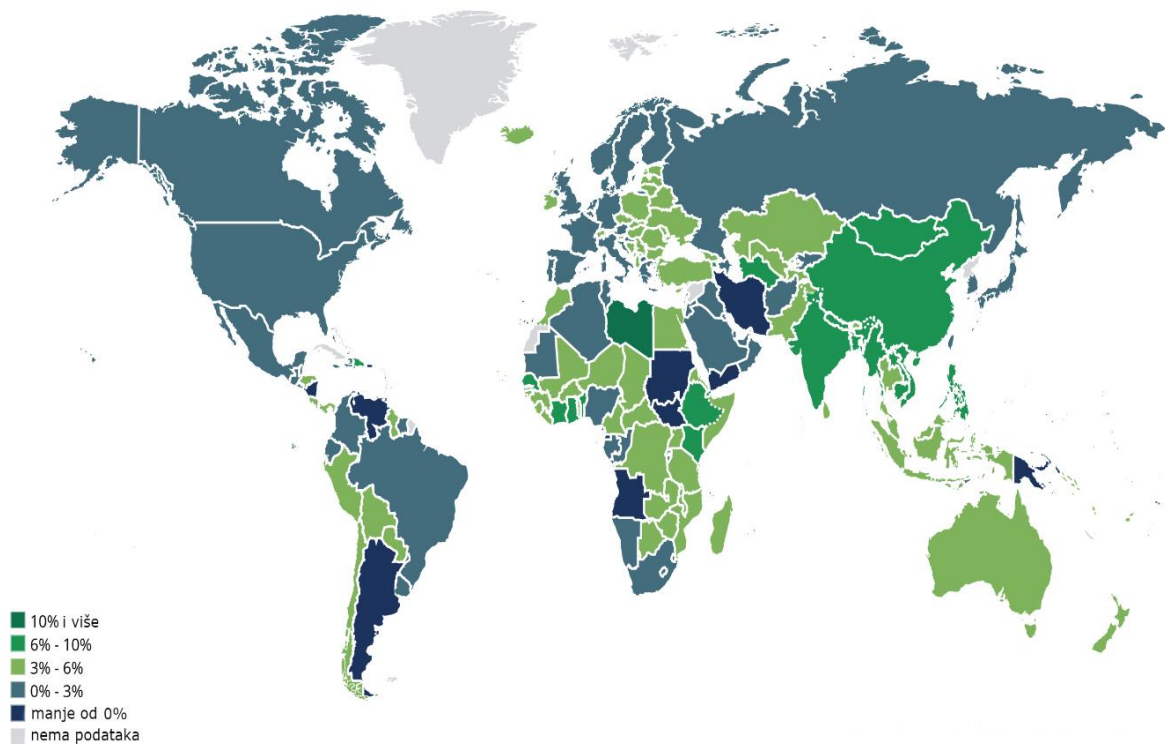 10% i više
6% - 10%
3% - 6%
0% - 3%
manje od 0%
nema podataka